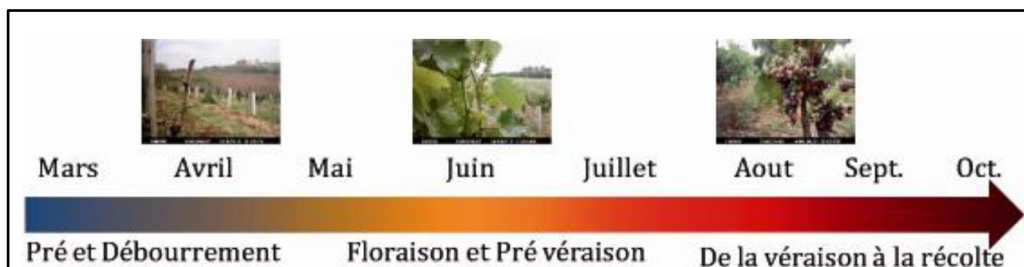 Mars Avril Mai Juin Juillet Aout Sept. Oct.
Pré et Débourrement Floraison et Pré véraison De la véraison à la récolte